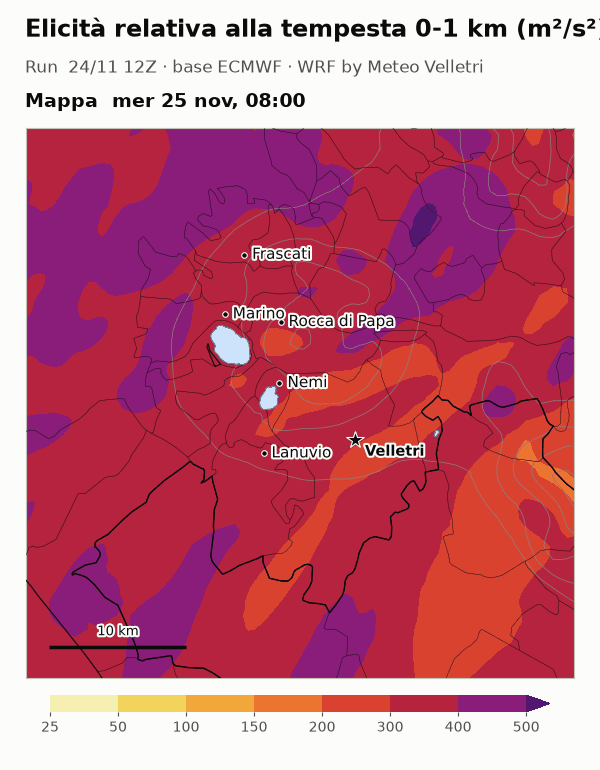 Elicità relativa alla tempesta 0-1 km (m²/s²)
Run 24/11 12Z · base ECMWF · WRF by Meteo Velletri
Mappa mer 25 nov, 08:00
Frascati
Marino
Rocca di Papa
Nemi
Velletri
Lanuvio
10 km
25 50 100 150 200 300 400 500